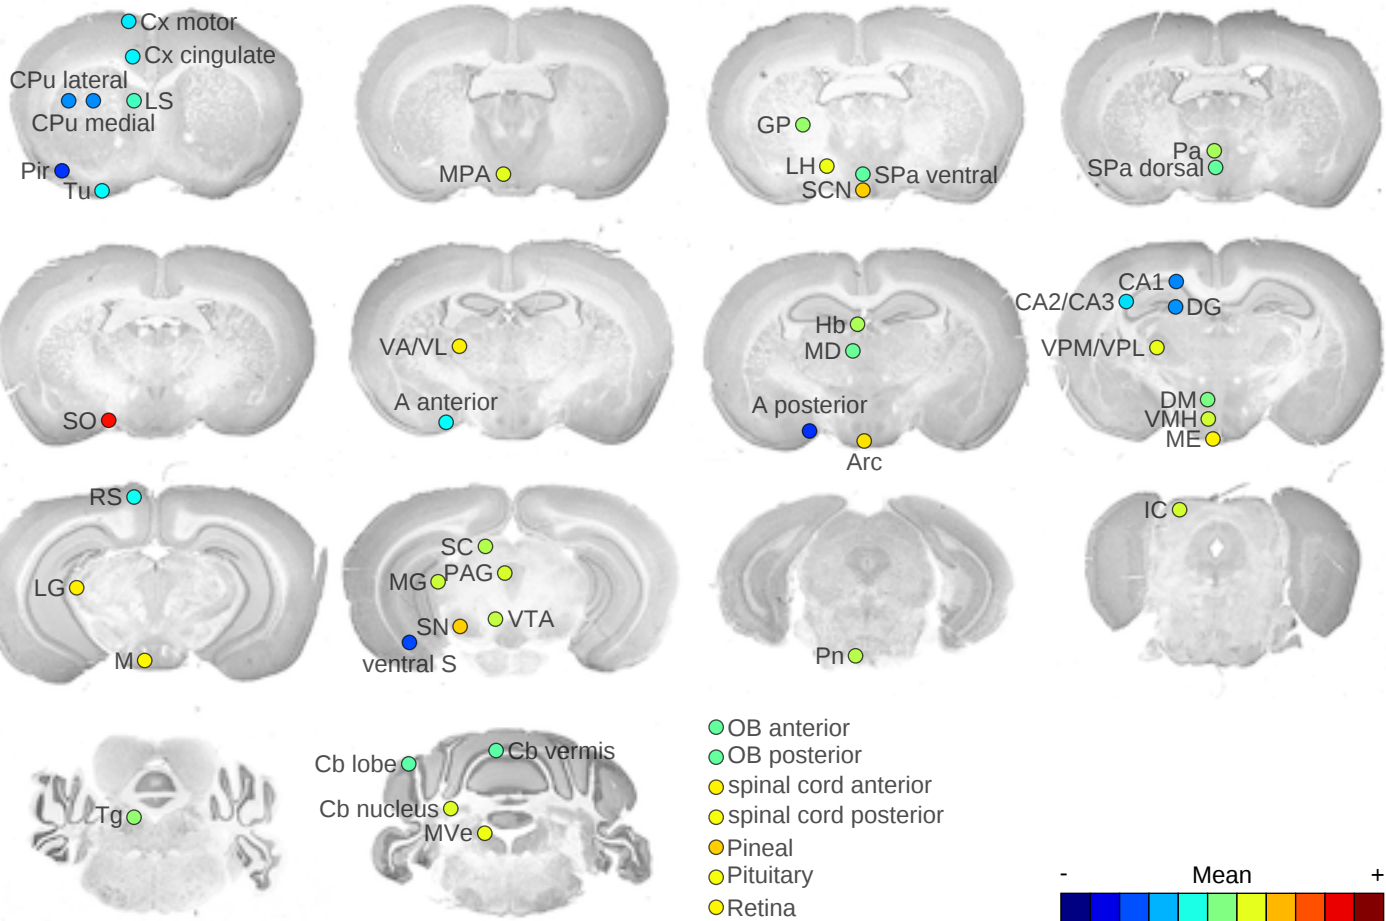 Cx motor
Cx cingulate
CPu lateral
LS
CPu medial
Pir
Tu
MPA
GP
LH
SPa ventral
SCN
Pa
SPa dorsal
SO
VA/VL
A anterior
Hb
MD
A posterior
Arc
CA1
CA2/CA3
DG
VPM/VPL
DM
VMH
ME
RS
LG
M
SC
PAG
MG
VTA
SN
ventral S
Pn
IC
Tg
Cb vermis
Cb lobe
Cb nucleus
MVe
OB anterior
OB posterior
spinal cord anterior
spinal cord posterior
Pineal
Pituitary
Retina
- Mean +